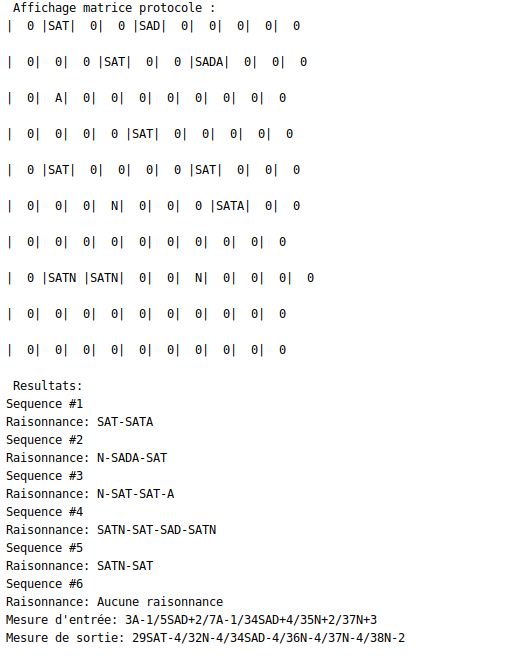 Affichage matrice protocole :
|  0 |SAT|  0|  0 |SAD|  0|  0|  0|  0|  0
|  0|  0|  0 |SAT|  0|  0 |SADA|  0|  0|  0
|  0|  A|  0|  0|  0|  0|  0|  0|  0|  0
|  0|  0|  0|  0 |SAT|  0|  0|  0|  0|  0
|  0 |SAT|  0|  0|  0|  0 |SAT|  0|  0|  0
|  0|  0|  0|  N|  0|  0|  0 |SATA|  0|  0
|  0|  0|  0|  0|  0|  0|  0|  0|  0|  0
|  0 |SATN |SATN|  0|  0|  N|  0|  0|  0|  0
|  0|  0|  0|  0|  0|  0|  0|  0|  0|  0
|  0|  0|  0|  0|  0|  0|  0|  0|  0|  0
Resultats:
Sequence #1
Raisonnance: SAT-SATA
Sequence #2
Raisonnance: N-SADA-SAT
Sequence #3
Raisonnance: N-SAT-SAT-A
Sequence #4
Raisonnance: SATN-SAT-SAD-SATN
Sequence #5
Raisonnance: SATN-SAT
Sequence #6
Raisonnance: Aucune raisonnance
Mesure d'entrée: 3A-1/5SAD+2/7A-1/34SAD+4/35N+2/37N+3
Mesure de sortie: 29SAT-4/32N-4/34SAD-4/36N-4/37N-4/38N-2